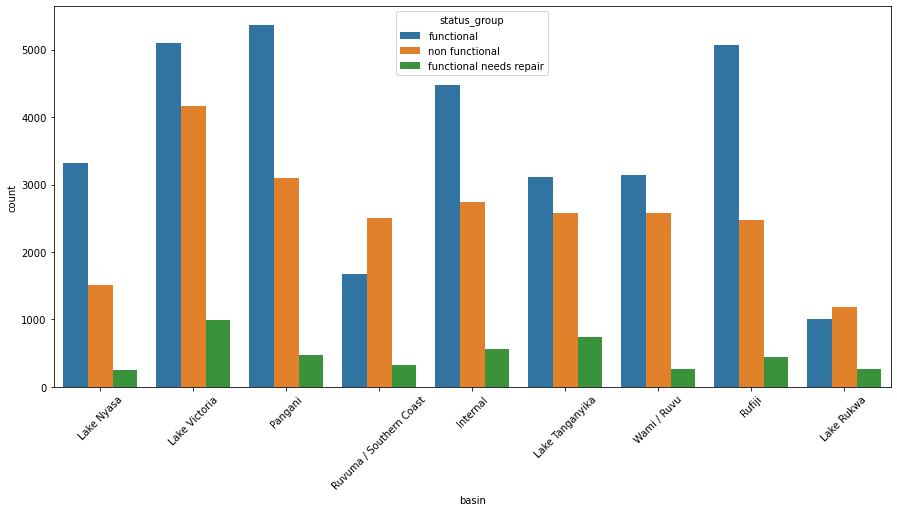 status_group
functional
non functional
functional needs repair
5000
4000
3000
2000
1000
0
count
Lake Nyasa
Lake Victoria
Pangani
Ruvuma / Southern Coast
Internal
Lake Tanganyika
Wami / Ruvu
Rufiji
Lake Rukwa
basin